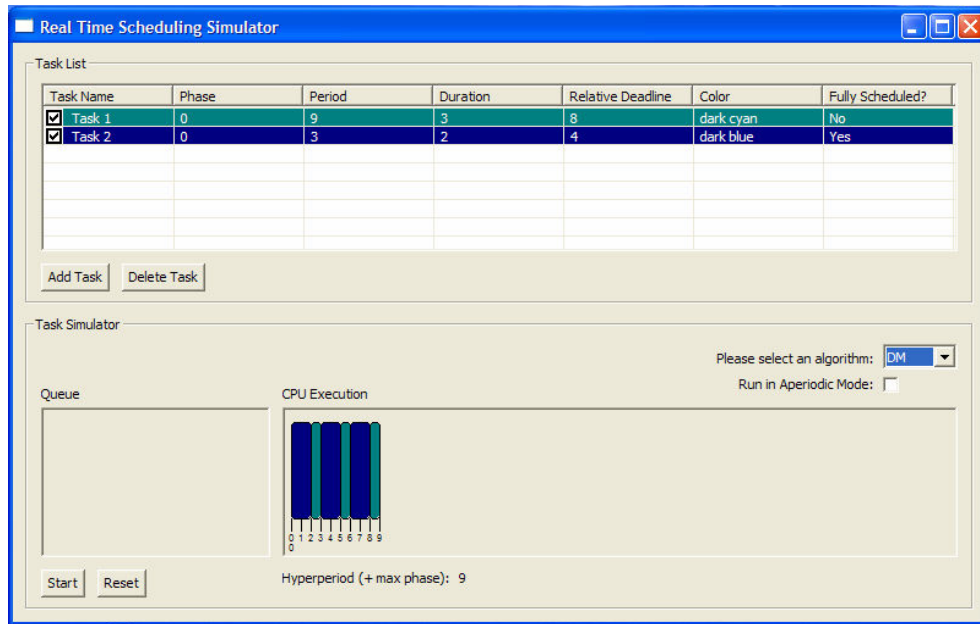 Real Time Scheduling Simulator
Task List
Task Name Phase Period Duration Relative Deadline Color Fully Scheduled?
Task 1 0 9 3 8 dark cyan No
Task 2 0 3 2 4 dark blue Yes
Add Task Delete Task
Task Simulator
Please select an algorithm: DM
Run in Aperiodic Mode:
Queue CPU Execution
0 1 2 3 4 5 6 7 8 9
0
Hyperperiod (+ max phase): 9
Start Reset